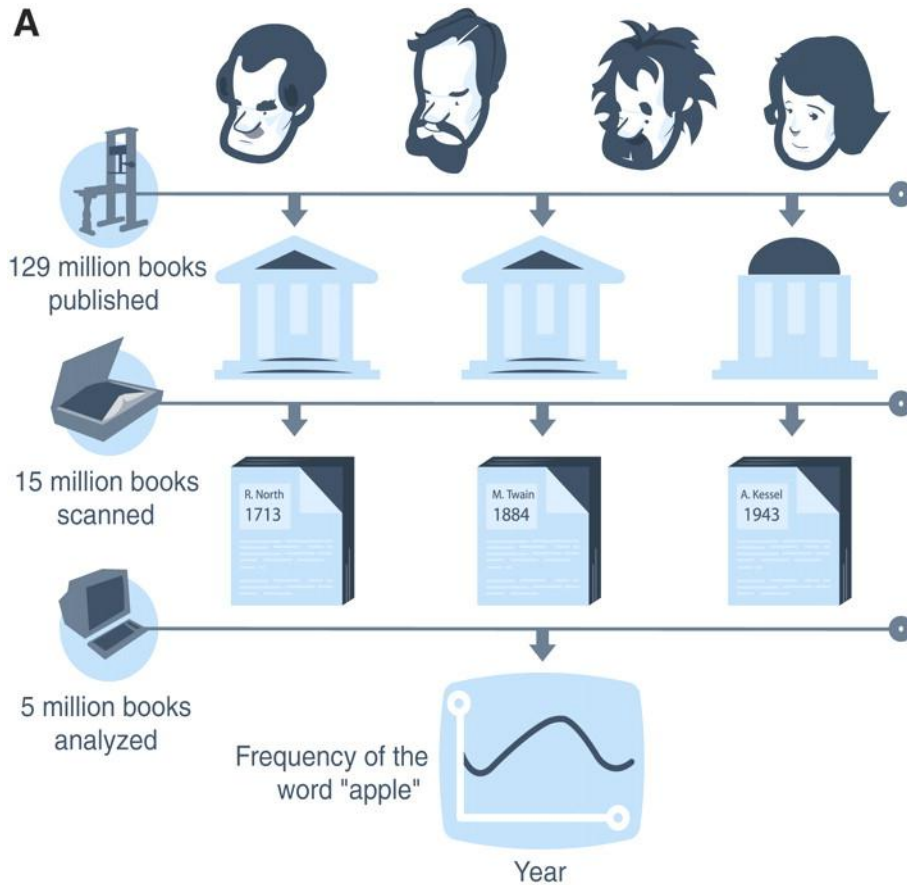 A
129 million books
published
15 million books
scanned
R. North
1713
M. Twain
1884
A. Kessel
1943
5 million books
analyzed
Frequency of the
word "apple"
Year